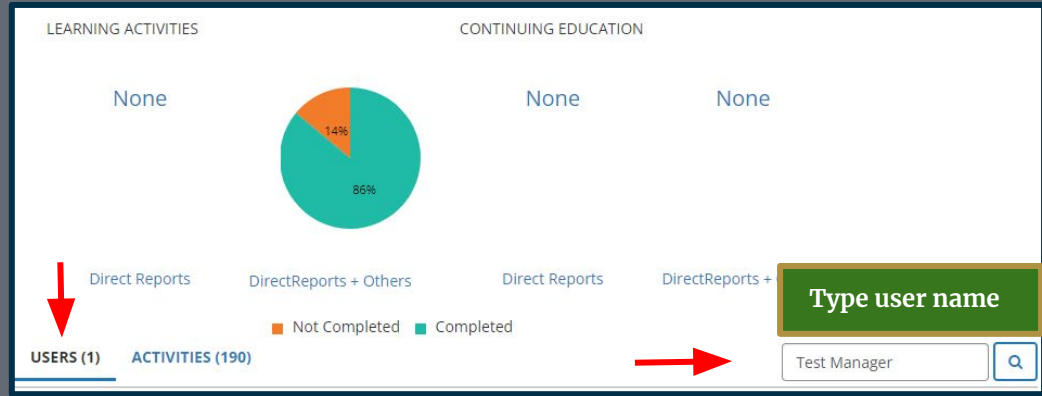 LEARNING ACTIVITIES
CONTINUING EDUCATION
None
14%
86%
None
None
Direct Reports
DirectReports + Others
Direct Reports
DirectReports +
Type user name
Not Completed
Completed
USERS (1)
ACTIVITIES (190)
Test Manager